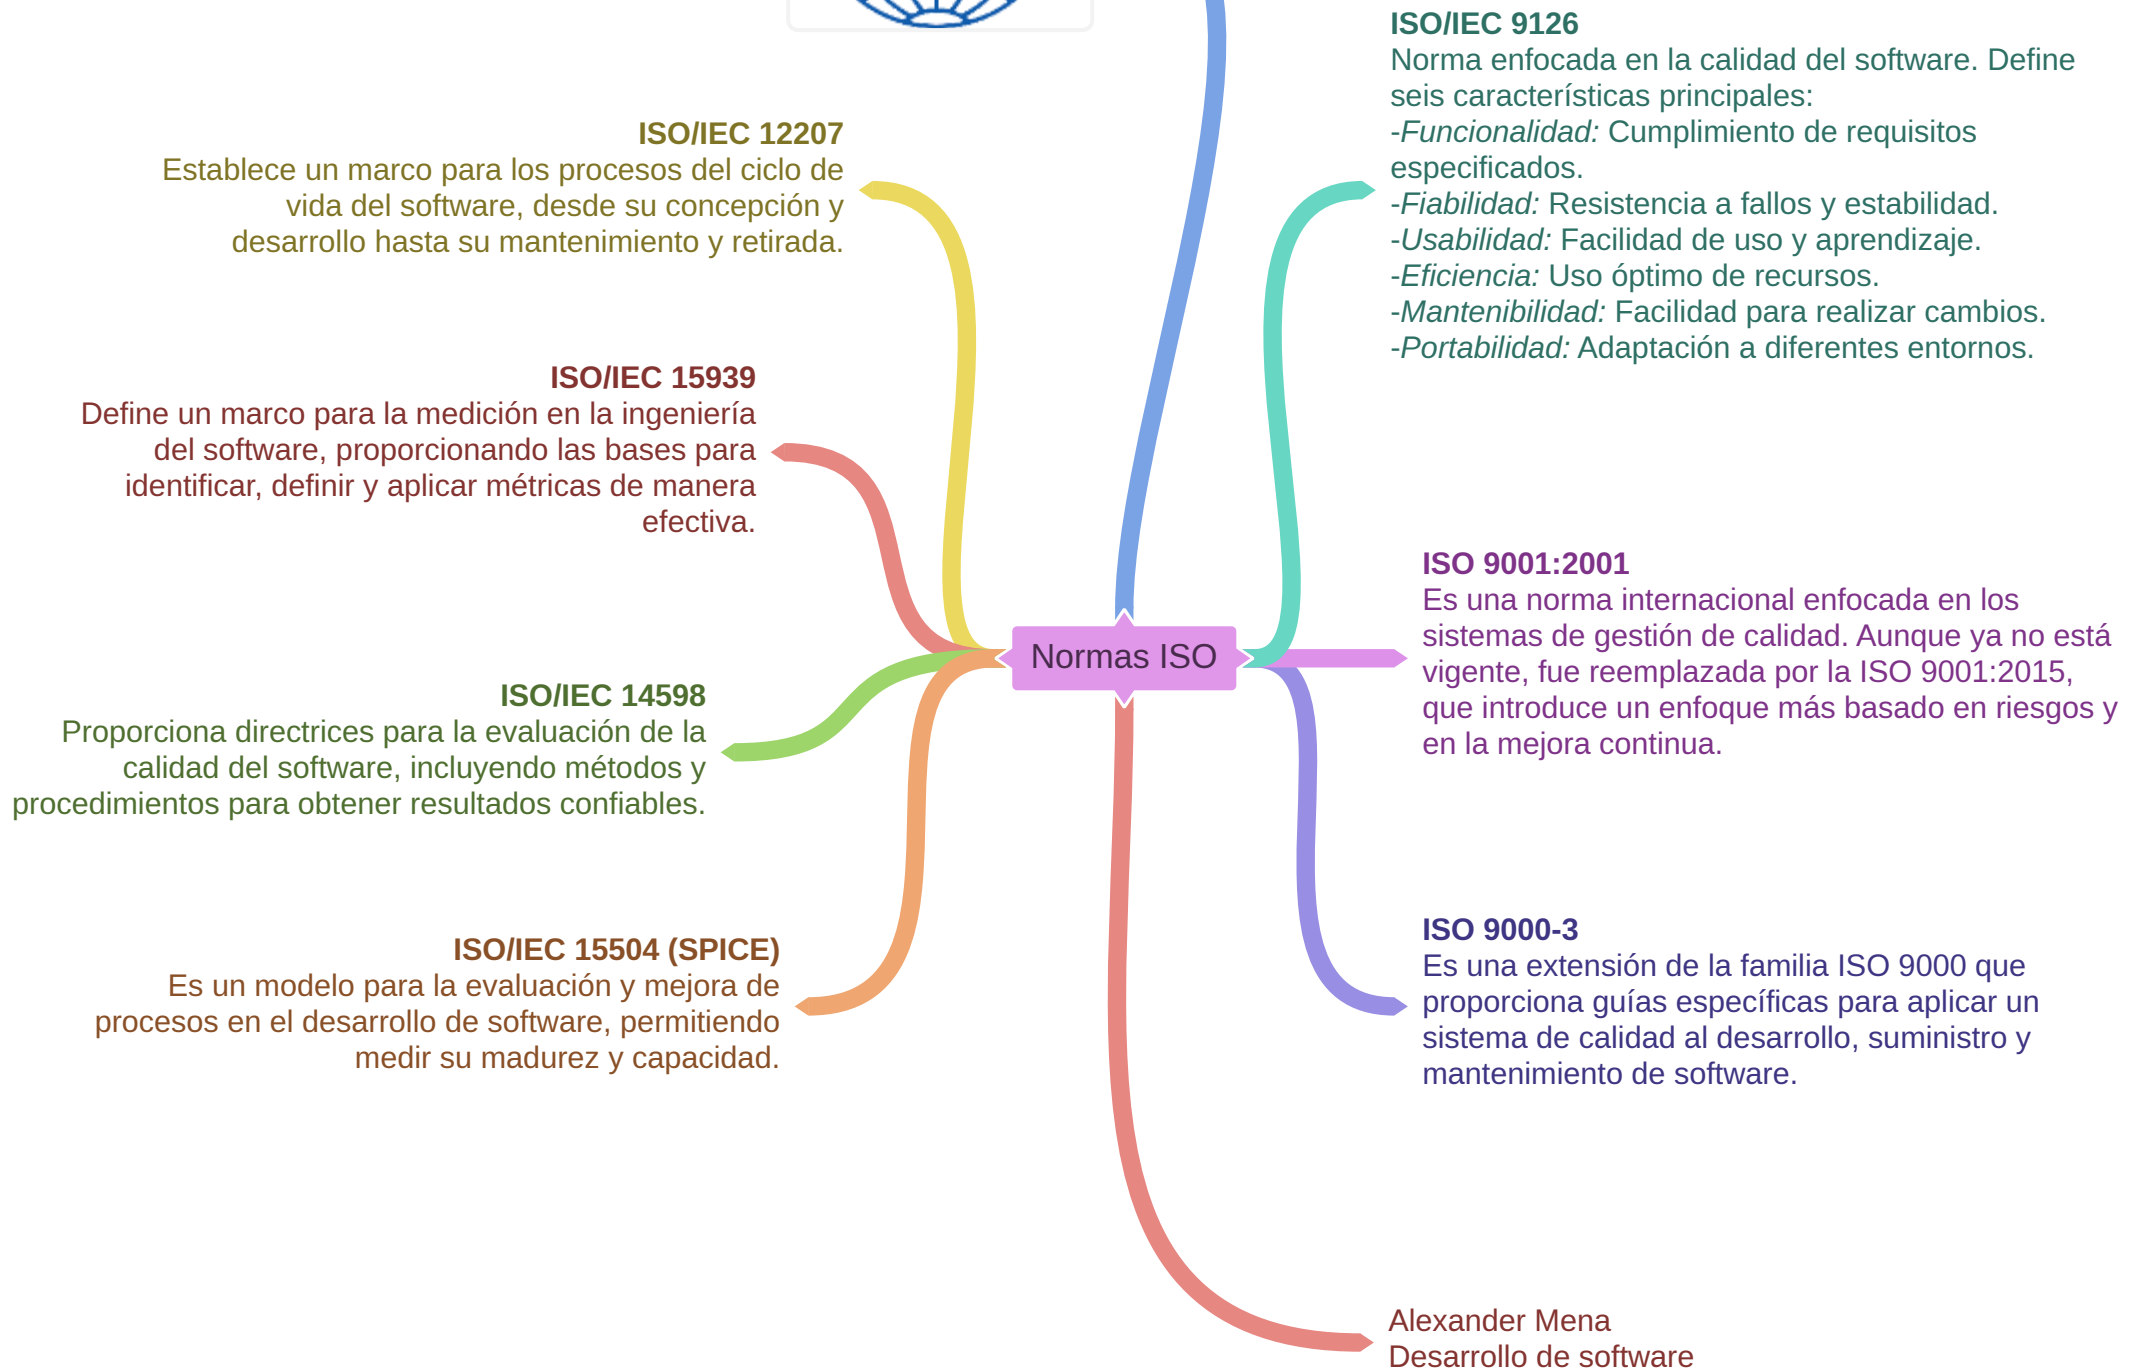 ISO/IEC 9126
Norma enfocada en la calidad del software. Define
seis características principales:
-Funcionalidad: Cumplimiento de requisitos
especificados.
-Fiabilidad: Resistencia a fallos y estabilidad.
-Usabilidad: Facilidad de uso y aprendizaje.
-Eficiencia: Uso óptimo de recursos.
-Mantenibilidad: Facilidad para realizar cambios.
-Portabilidad: Adaptación a diferentes entornos.
ISO/IEC 12207
Establece un marco para los procesos del ciclo de
vida del software, desde su concepción y
desarrollo hasta su mantenimiento y retirada.
ISO/IEC 15939
Define un marco para la medición en la ingeniería
del software, proporcionando las bases para
identificar, definir y aplicar métricas de manera
efectiva.
Normas ISO
ISO 9001:2001
Es una norma internacional enfocada en los
sistemas de gestión de calidad. Aunque ya no está
vigente, fue reemplazada por la ISO 9001:2015,
que introduce un enfoque más basado en riesgos y
en la mejora continua.
ISO/IEC 14598
Proporciona directrices para la evaluación de la
calidad del software, incluyendo métodos y
procedimientos para obtener resultados confiables.
ISO/IEC 15504 (SPICE)
Es un modelo para la evaluación y mejora de
procesos en el desarrollo de software, permitiendo
medir su madurez y capacidad.
ISO 9000-3
Es una extensión de la familia ISO 9000 que
proporciona guías específicas para aplicar un
sistema de calidad al desarrollo, suministro y
mantenimiento de software.
Alexander Mena
Desarrollo de software